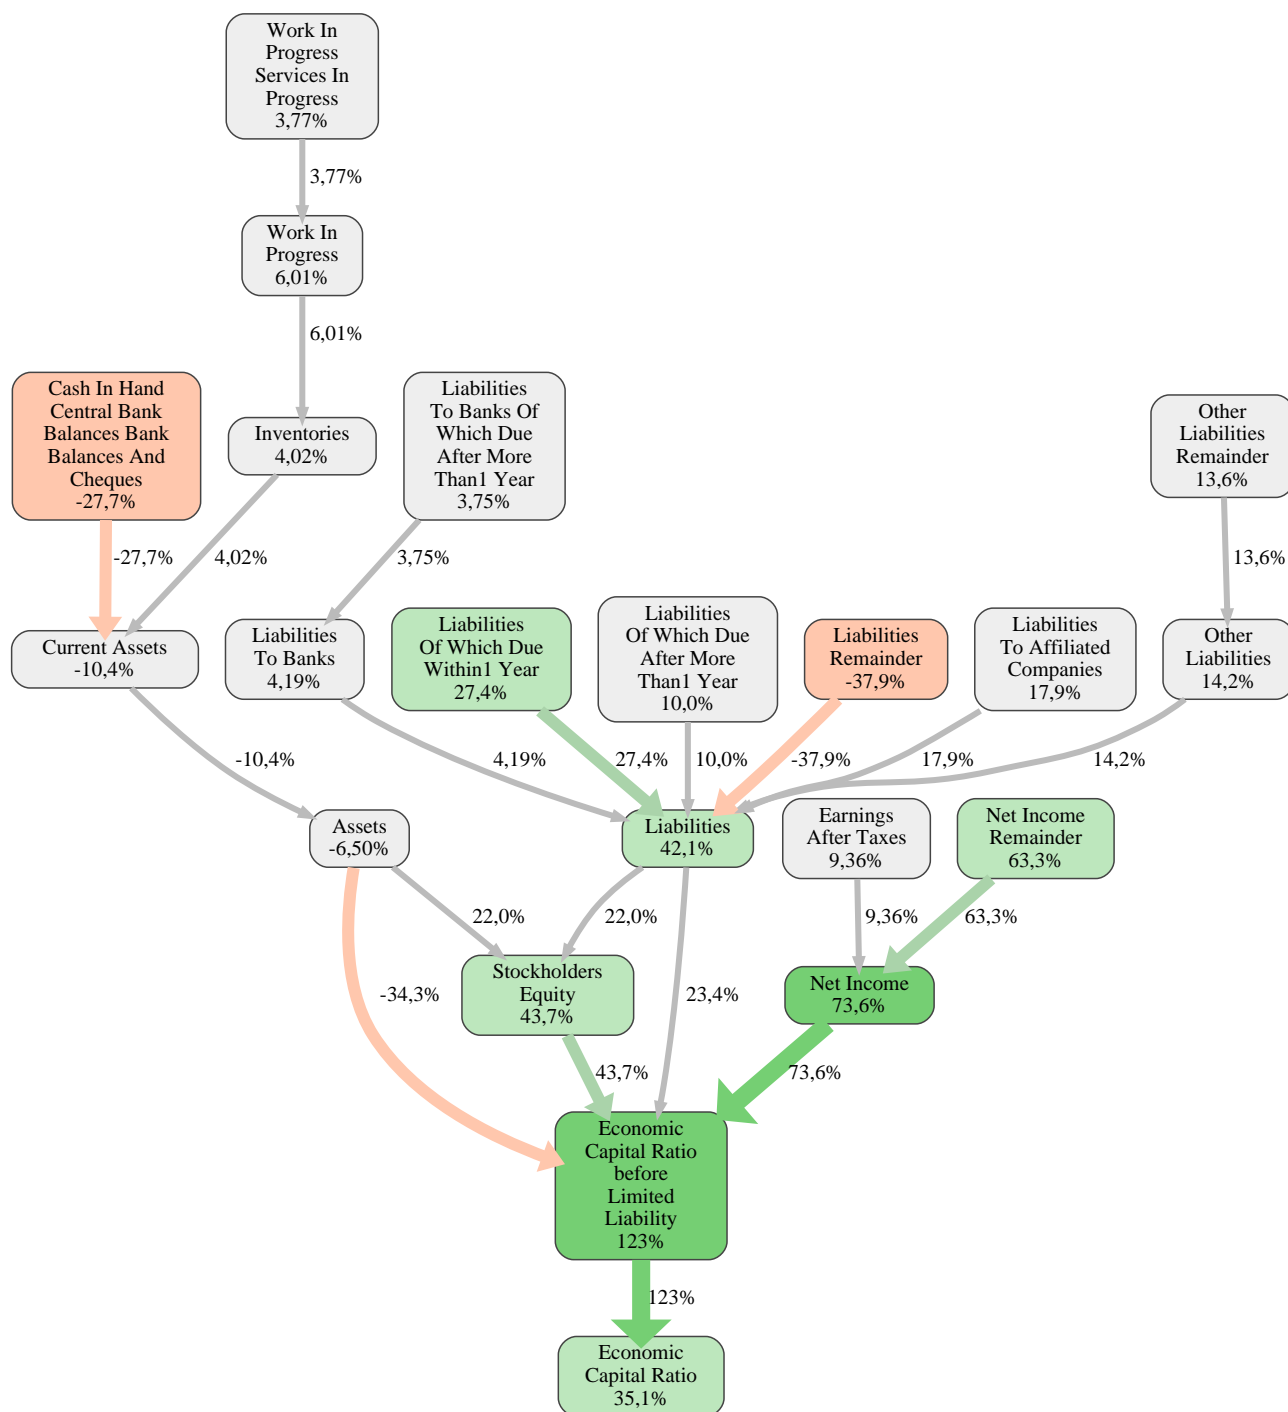 Work In
Progress
Services In
Progress
3,77%
3,77%
Work In
Progress
6,01%
6,01%
Cash In Hand
Central Bank
Balances Bank
Balances And
Cheques
-27,7%
Inventories
4,02%
Liabilities
To Banks Of
Which Due
After More
Than1 Year
3,75%
Other
Liabilities
Remainder
13,6%
-27,7%
4,02%
3,75%
13,6%
Current Assets
-10,4%
Liabilities
To Banks
4,19%
Liabilities
Of Which Due
Within1 Year
27,4%
Liabilities
Of Which Due
After More
Than1 Year
10,0%
Liabilities
Remainder
-37,9%
Liabilities
To Affiliated
Companies
17,9%
Other
Liabilities
14,2%
-10,4%
4,19%
27,4%
10,0%
-37,9%
17,9%
14,2%
Assets
-6,50%
Liabilities
42,1%
Earnings
After Taxes
9,36%
Net Income
Remainder
63,3%
22,0%
22,0%
9,36%
63,3%
-34,3%
Stockholders
Equity
43,7%
23,4%
Net Income
73,6%
43,7%
73,6%
Economic
Capital Ratio
before
Limited
Liability
123%
123%
Economic
Capital Ratio
35,1%